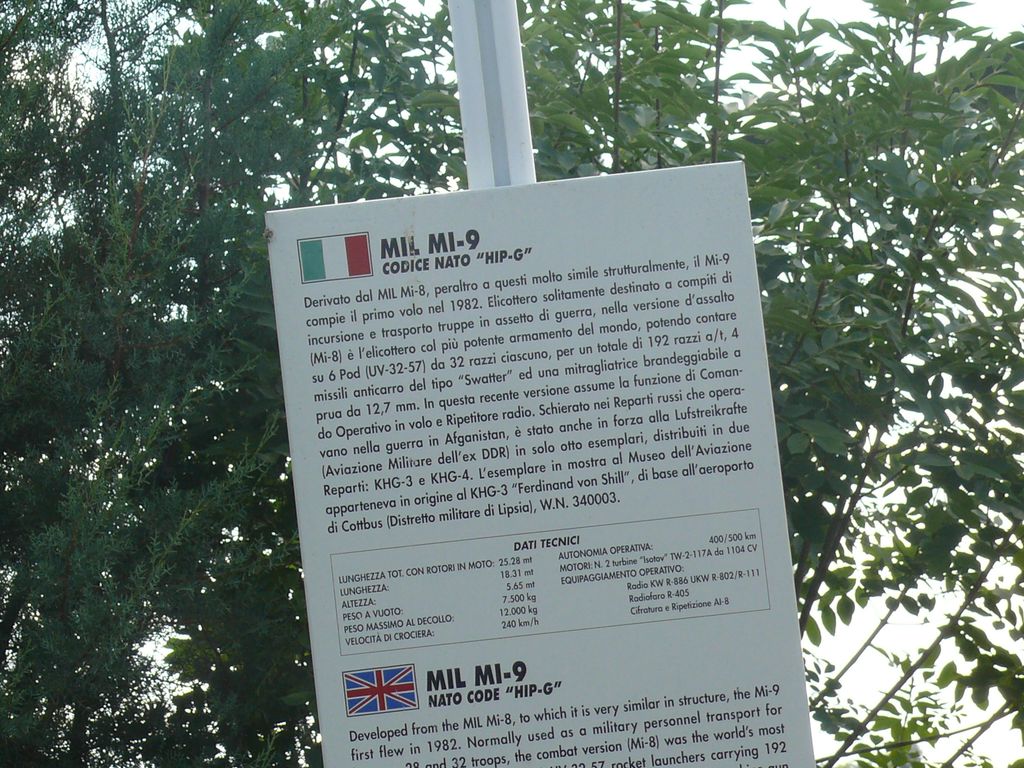 MIL MI-9
CODICE NATO "HIP-G"
Derivato dal MIL Mi-8, peraltro a questi molto simile strutturalmente, il Mi-9
compie il primo volo nel 1982. Elicottero solitamente destinato a compiti di
incursione e trasporto truppe in assetto di guerra, nella versione d'assalto
(Mi-8) è l'elicottero col più potente armamento del mondo, potendo contare
su 6 Pod (UV-32-57) da 32 razzi ciascuno, per un totale di 192 razzi a/t, 4
missili anticarro del tipo "Swatter" ed una mitragliatrice brandeggiabile a
prua da 12,7 mm. In questa recente versione assume la funzione di Coman-
do Operativo in volo e Ripetitore radio. Schierato nei Reparti russi che opera-
vano nella guerra in Afganistan, è stato anche in forza alla Lufstreikrafte
(Aviazione Militare dell'ex DDR) in solo otto esemplari, distribuiti in due
Reparti: KHG-3 e KHG-4. L'esemplare in mostra al Museo dell'Aviazione
apparteneva in origine al KHG-3 "Ferdinand von Shill", di base all'aeroporto
di Cottbus (Distretto militare di Lipsia), W.N. 340003.
DATI TECNICI
LUNGHEZZA TOT. CON ROTORI IN MOTO: 25.28 mt
LUNGHEZZA: 18.31 mt
ALTEZZA: 5.65 mt
PESO A VUOTO: 7.500 kg
PESO MASSIMO AL DECOLLO: 12.000 kg
VELOCITÀ DI CROCIERA: 240 km/h
AUTONOMIA OPERATIVA: 400/500 km
MOTORI: N. 2 turbine "Isotov" TW-2-117A da 1104 CV
EQUIPAGGIAMENTO OPERATIVO:
Radio KW R-886 UKW R-802/R-111
Radiofaro R-405
Cifratura e Ripetizione AI-8
MIL MI-9
NATO CODE "HIP-G"
Developed from the MIL Mi-8, to which it is very similar in structure, the Mi-9
first flew in 1982. Normally used as a military personnel transport for
28 and 32 troops, the combat version (Mi-8) was the world's most
32-57 rocket launchers carrying 192
gun